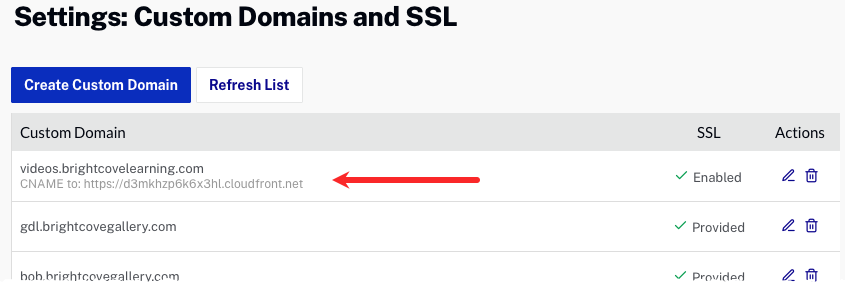 Settings: Custom Domains and SSL
Create Custom Domain
Refresh List
Custom Domain SSL Actions
videos.brightcovelearning.com
CNAME to: https://d3mkhzp6k6x3hl.cloudfront.net
Enabled
gdl.brightcovegallery.com Provided
bob.brightcovegallery.com Provided